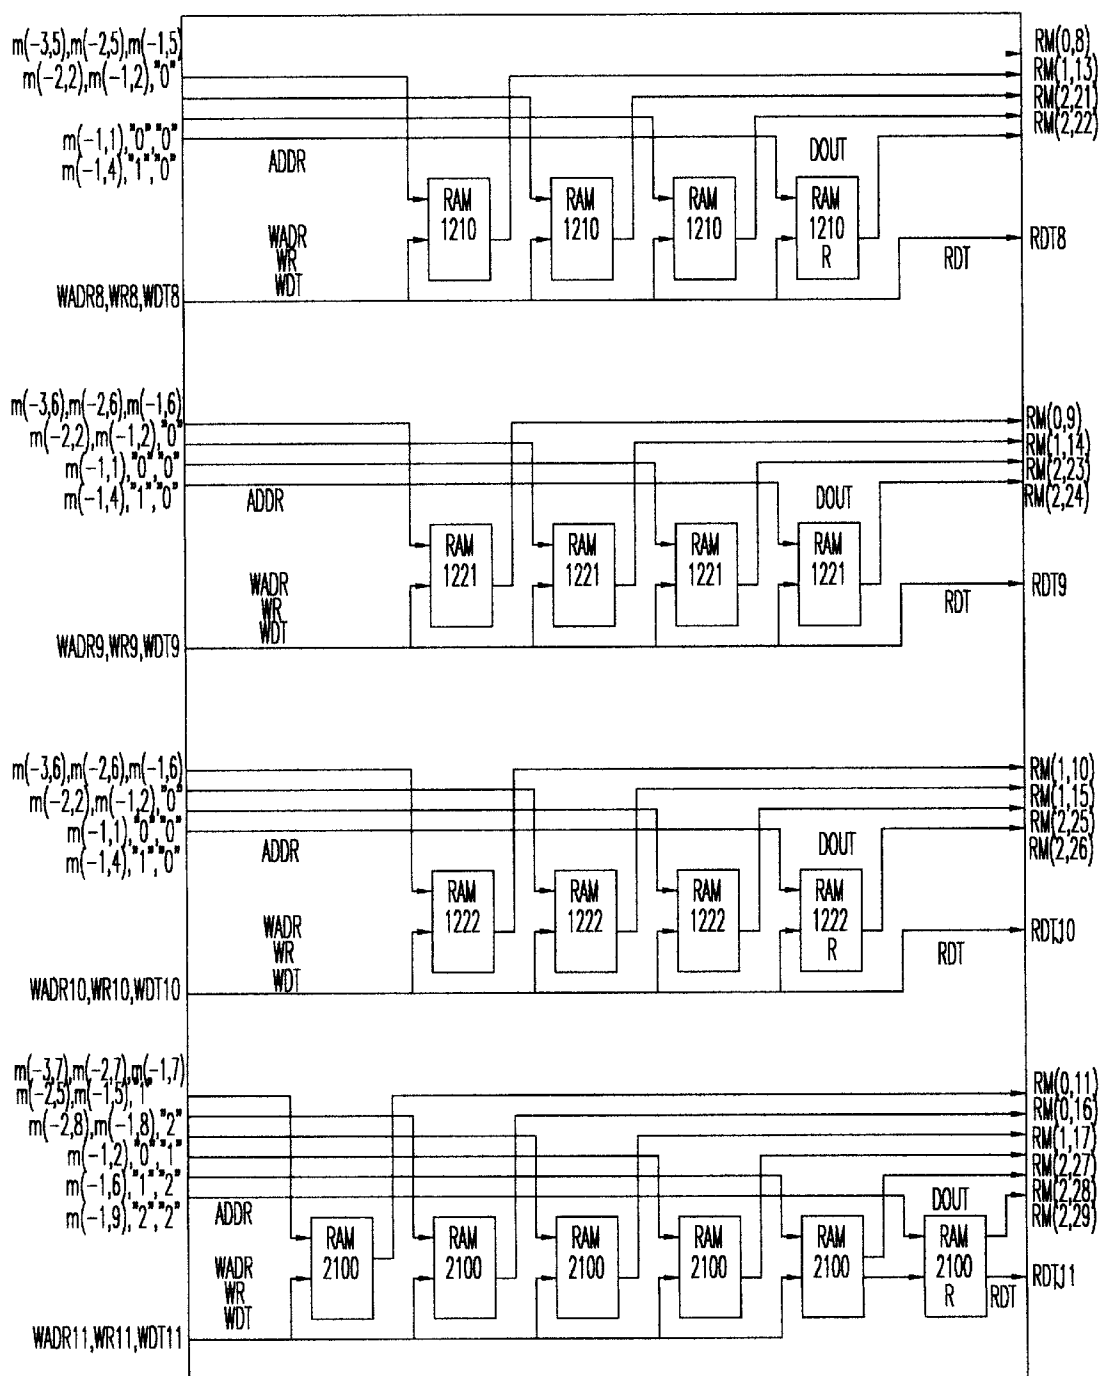 m(-3,5),m(-2,5),m(-1,5)
m(-2,2),m(-1,2),"0"
m(-1,1),"0","0"
m(-1,4),"1","0"
ADDR
WADR
WR
WDT
WADR8,WR8,WDT8
RAM
1210
RAM
1210
RAM
1210
DOUT
RAM
1210
R
RDT
RM(0,8)
RM(1,13)
RM(2,21)
RM(2,22)
RDT8
m(-3,6),m(-2,6),m(-1,6)
m(-2,2),m(-1,2),"0"
m(-1,1),"0","0"
m(-1,4),"1","0"
ADDR
WADR
WR
WDT
WADR9,WR9,WDT9
RAM
1221
RAM
1221
RAM
1221
DOUT
RAM
1221
RDT
RM(0,9)
RM(1,14)
RM(2,23)
RM(2,24)
RDT9
m(-3,6),m(-2,6),m(-1,6)
m(-2,2),m(-1,2),"0"
m(-1,1),"0","0"
m(-1,4),"1","0"
ADDR
WADR
WR
WDT
WADR10,WR10,WDT10
RAM
1222
RAM
1222
RAM
1222
DOUT
RAM
1222
R
RDT
RM(1,10)
RM(1,15)
RM(2,25)
RM(2,26)
RDT10
m(-3,7),m(-2,7),m(-1,7)
m(-2,5),m(-1,5),"1"
m(-2,8),m(-1,8),"2"
m(-1,2),"0","1"
m(-1,6),"1","2"
m(-1,9),"2","2"
ADDR
WADR
WR
WDT
WADR11,WR11,WDT11
RAM
2100
RAM
2100
RAM
2100
RAM
2100
RAM
2100
DOUT
RAM
2100
R
RDT
RM(0,11)
RM(0,16)
RM(1,17)
RM(2,27)
RM(2,28)
RM(2,29)
RDT11